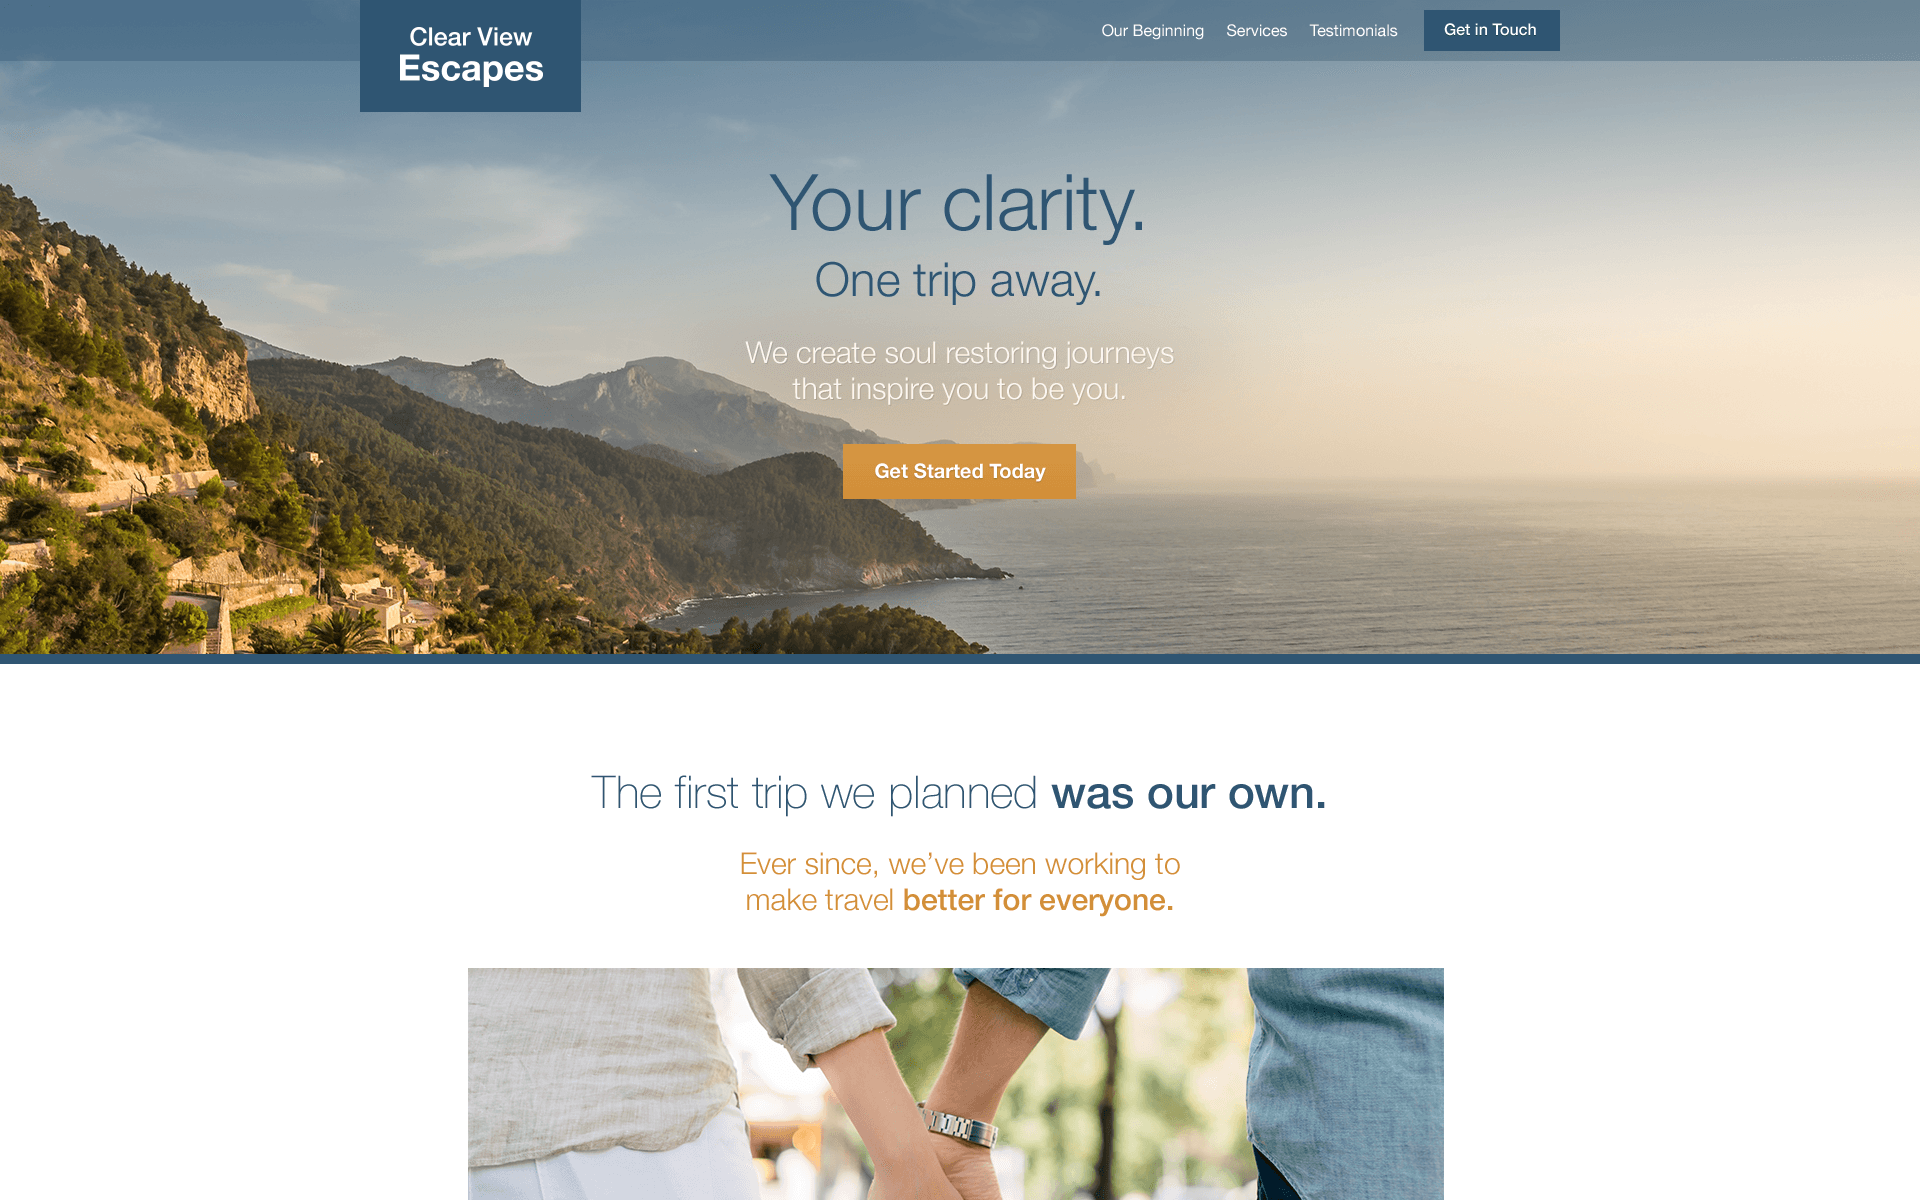 Clear View
Escapes
Our Beginning
Services
Testimonials
Get in Touch
Your clarity.
One trip away.
We create soul restoring journeys
that inspire you to be you.
Get Started Today
The first trip we planned was our own.
Ever since, we’ve been working to
make travel better for everyone.